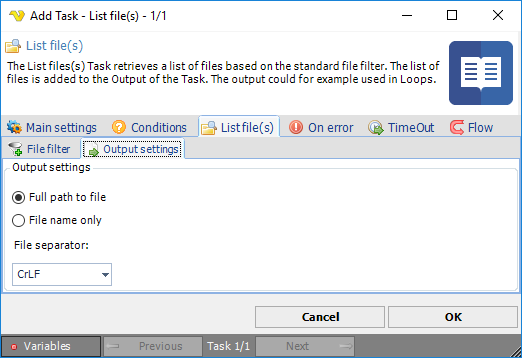 Add Task - List file(s) - 1/1
List file(s)
The List files(s) Task retrieves a list of files based on the standard file filter. The list of
files is added to the Output of the Task. The output could for example used in Loops.
Main settings Conditions List file(s) On error TimeOut Flow
File filter Output settings
Output settings
Full path to file
File name only
File separator:
CrLF
Cancel OK
Variables Previous Task 1/1 Next